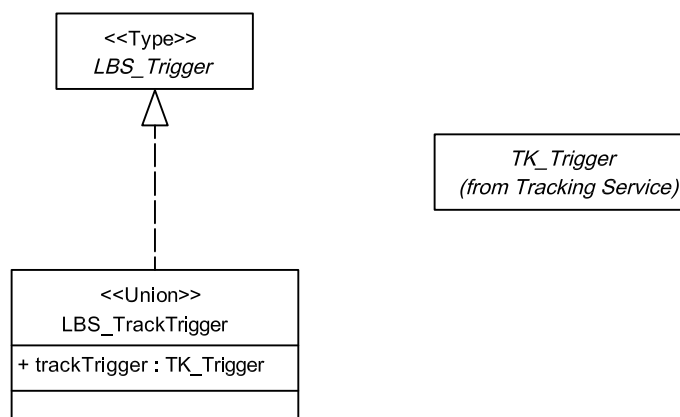 <<Type>>
LBS_Trigger
TK_Trigger
(from Tracking Service)
<<Union>>
LBS_TrackTrigger
+ trackTrigger : TK_Trigger